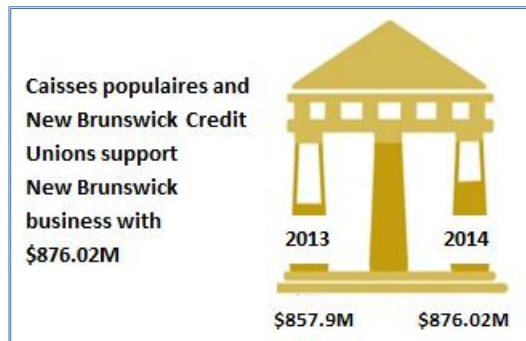 Caisses populaires and
New Brunswick Credit
Unions support
New Brunswick
business with
$876.02M
2013 2014
$857.9M $876.02M